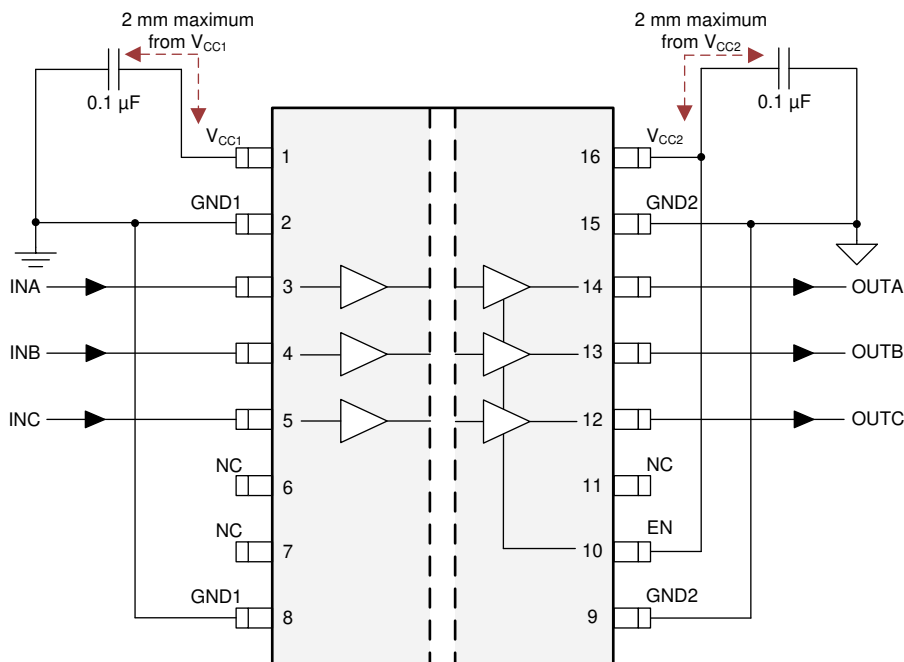 2 mm maximum
from VCC1
2 mm maximum
from VCC2
0.1 µF
0.1 µF
VCC1
1
16
VCC2
GND1
2
15
GND2
INA
3
14
OUTA
INB
4
13
OUTB
INC
5
12
OUTC
NC
6
11
NC
NC
7
10
EN
GND1
8
9
GND2